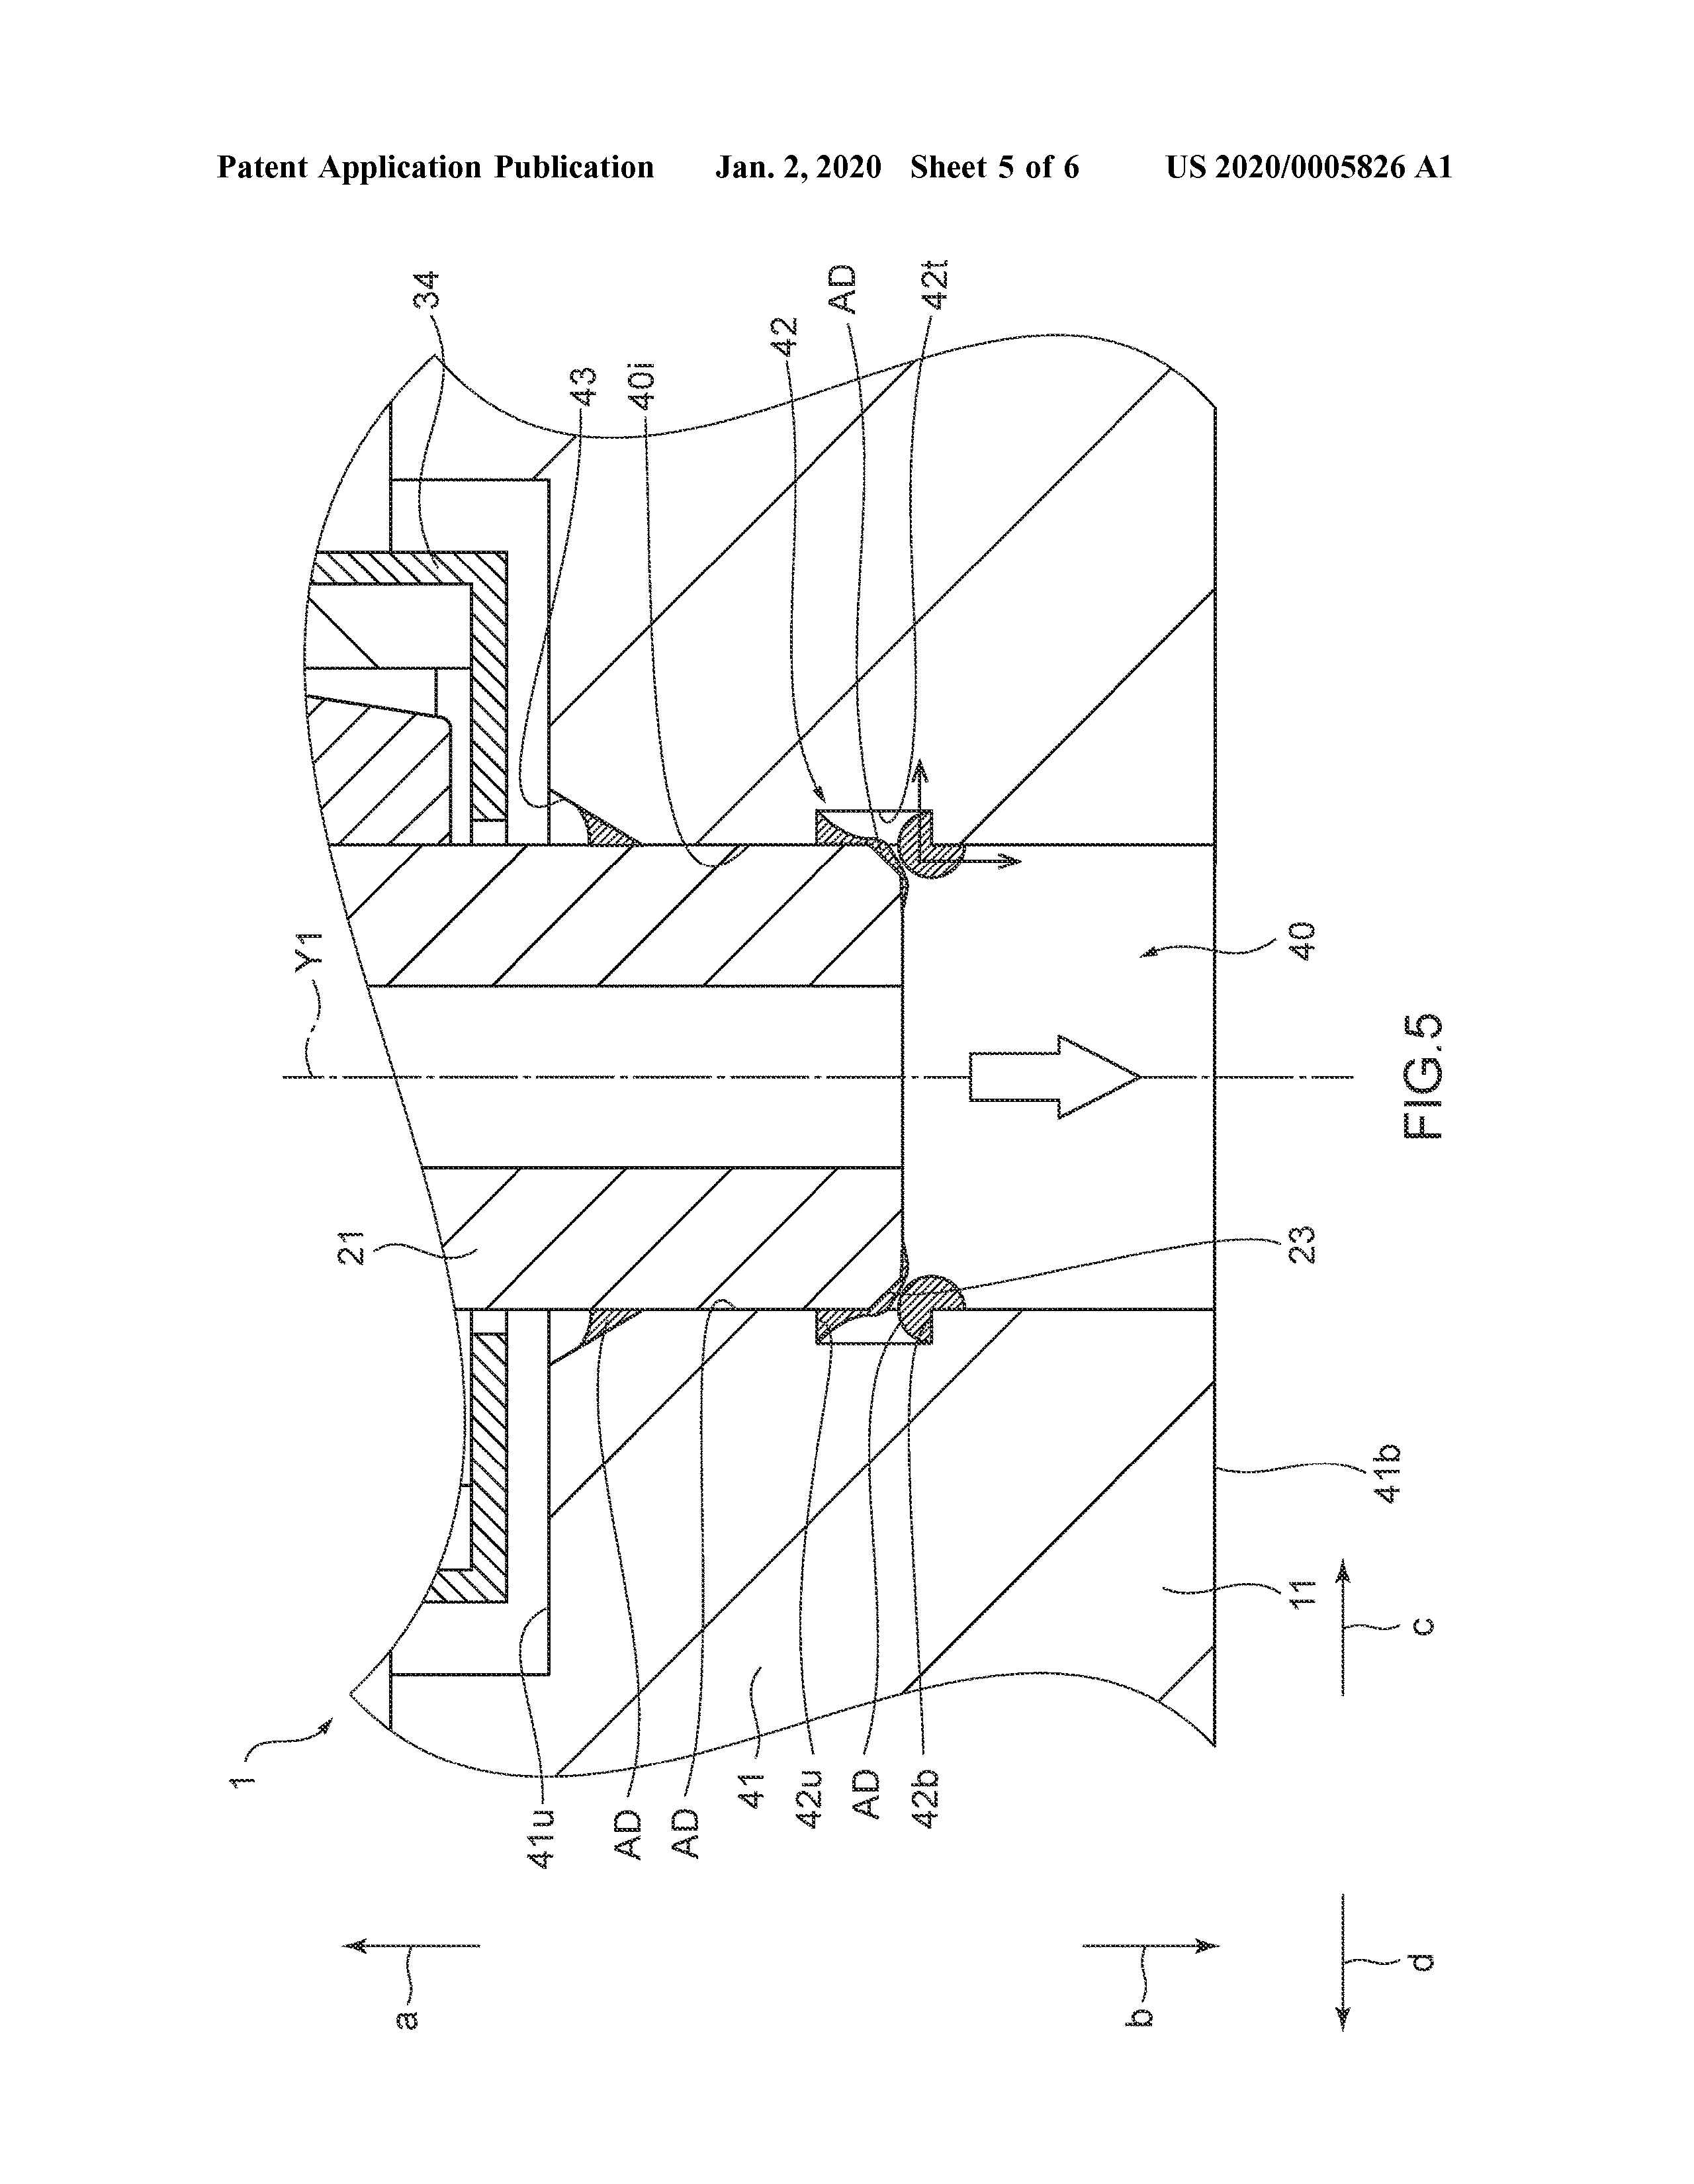 Patent Application Publication Jan. 2, 2020 Sheet 5 of 6 US 2020/0005826 A1
34
AD
42t
42
43
40i
Y1
40
FIG.5
21
23
41b
11
c
1
41u
AD
AD
41
42u
AD
42b
a
b
d